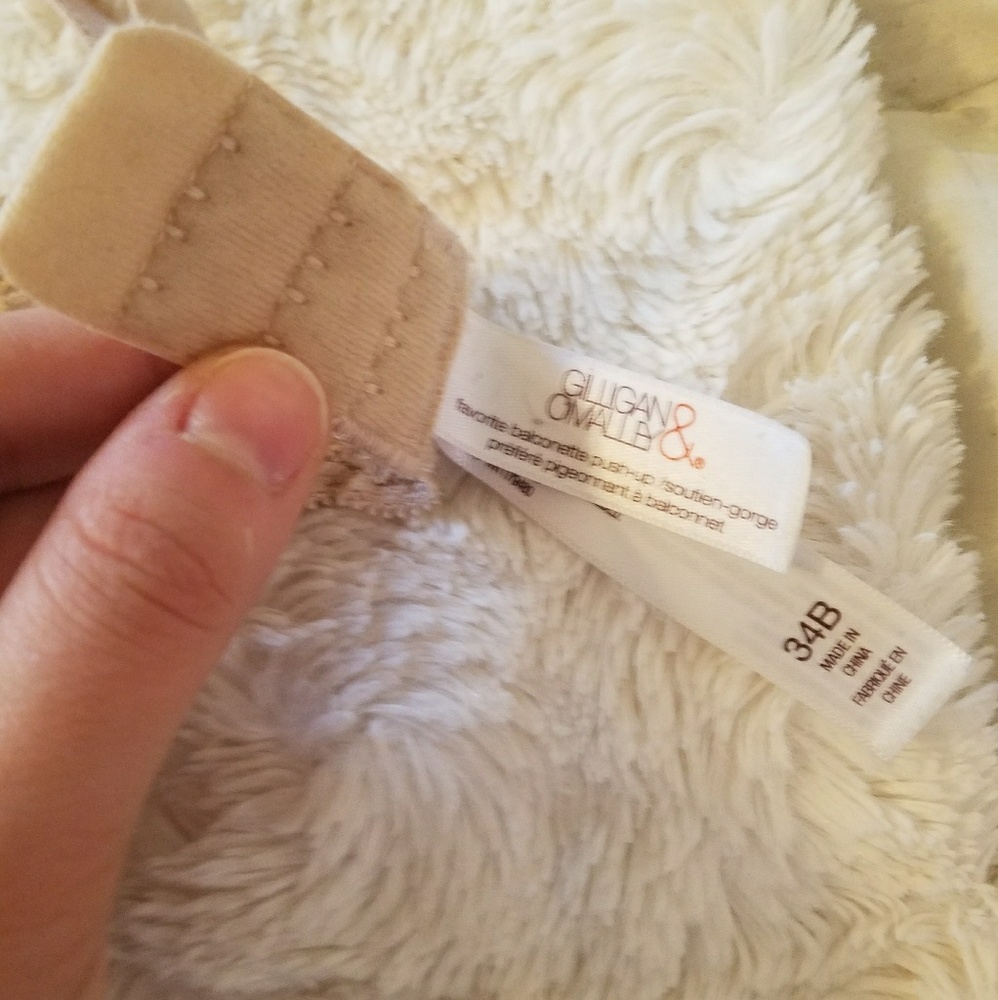 GILLIGAN &
O'MALLEY ®
favorite balconette push-up /soutien-gorge
préféré pigeonnant à balconnet
34B
MADE IN
CHINA
FABRIQUÉ EN
CHINE